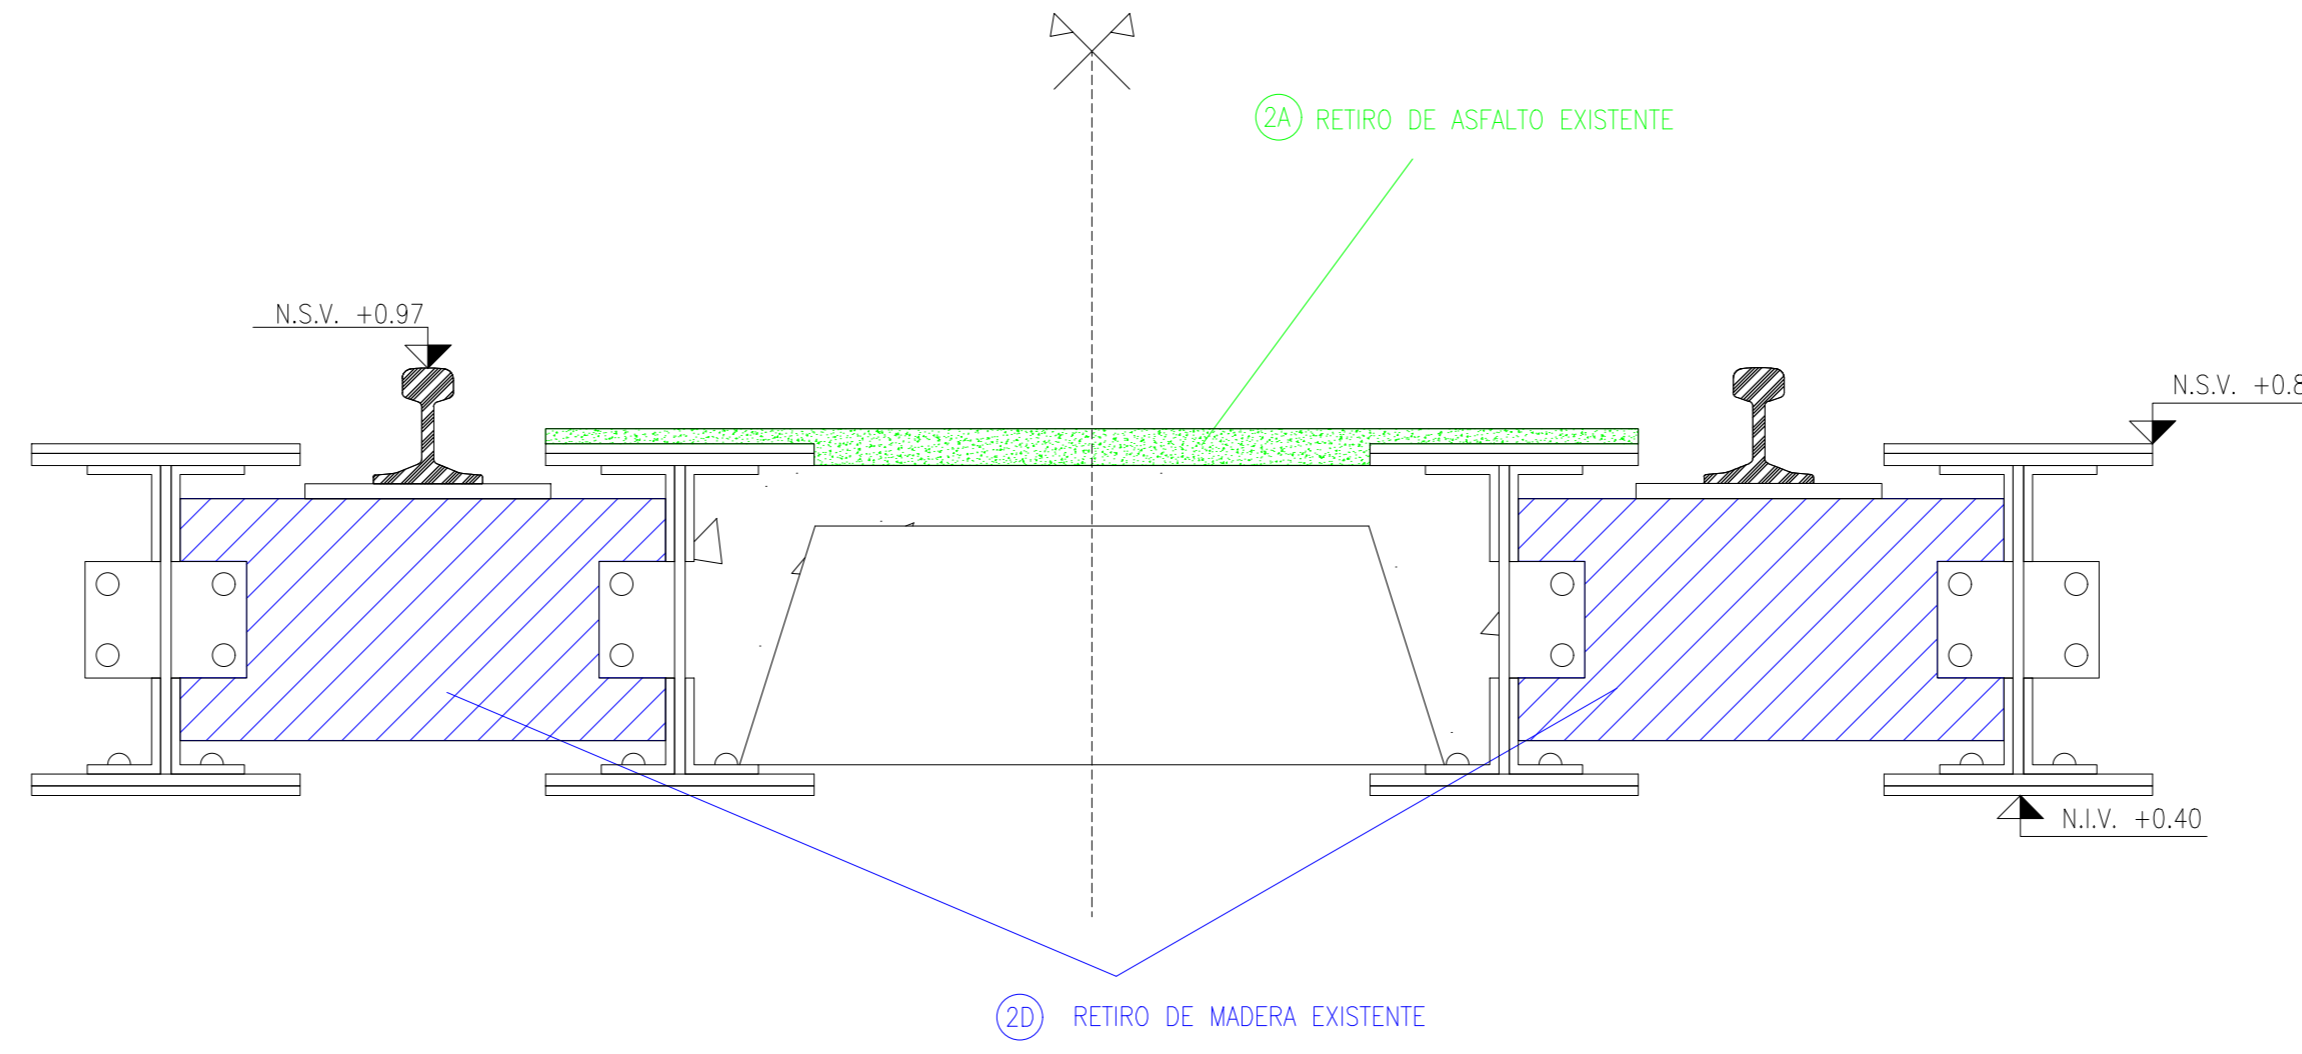 2A RETIRO DE ASFALTO EXISTENTE
N.S.V. +0.97
N.S.V. +0.8
N.I.V. +0.40
2D RETIRO DE MADERA EXISTENTE